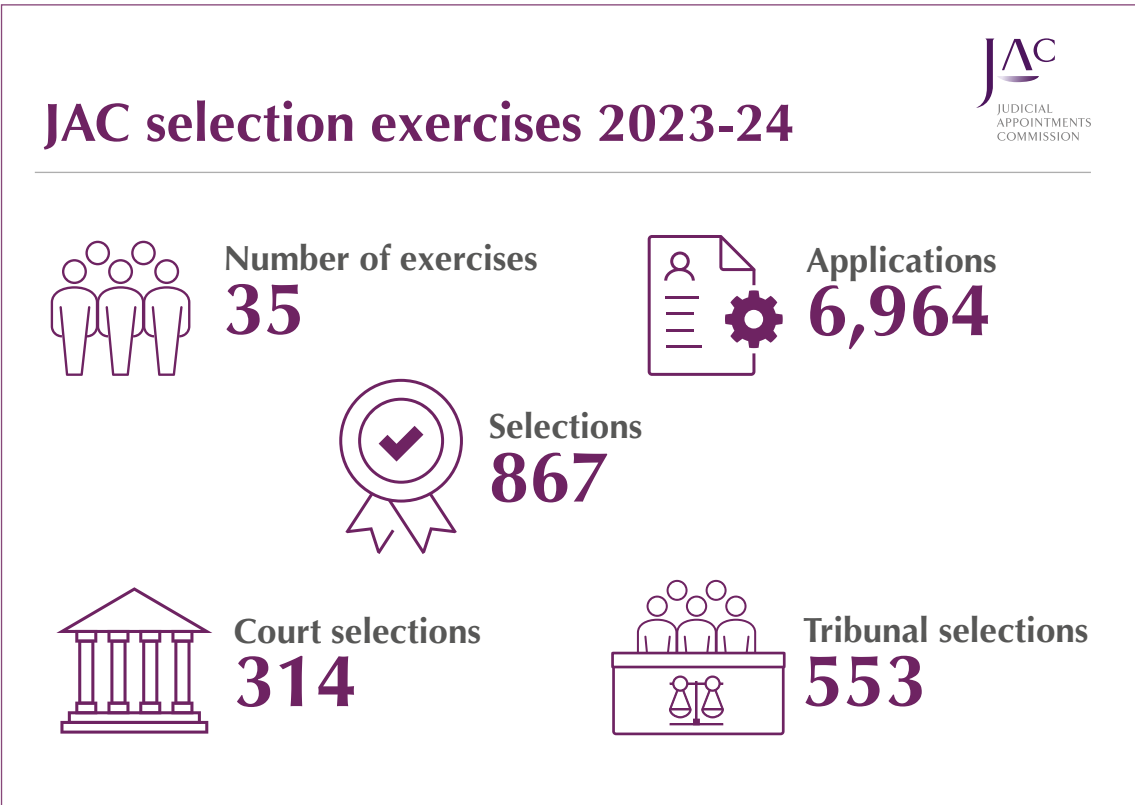 JAC
JUDICIAL
APPOINTMENTS
COMMISSION
JAC selection exercises 2023-24
Number of exercises
35
Applications
6,964
Selections
867
Court selections
314
Tribunal selections
553